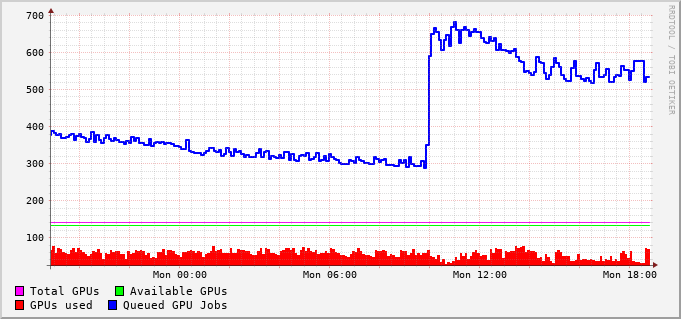 700
600
500
400
300
200
100
Mon 00:00 Mon 06:00 Mon 12:00 Mon 18:00
Total GPUs Available GPUs
GPUs used Queued GPU Jobs
RRDTOOL / TOBI OETIKER